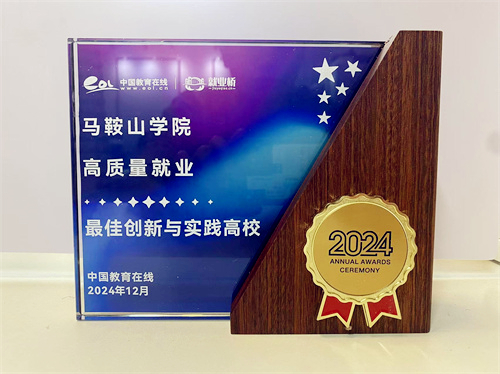 eoL 中国教育在线 就业桥
www.eol.cn
马鞍山学院
高质量就业
最佳创新与实践高校
中国教育在线
2024年12月
2024
ANNUAL AWARDS
CEREMONY